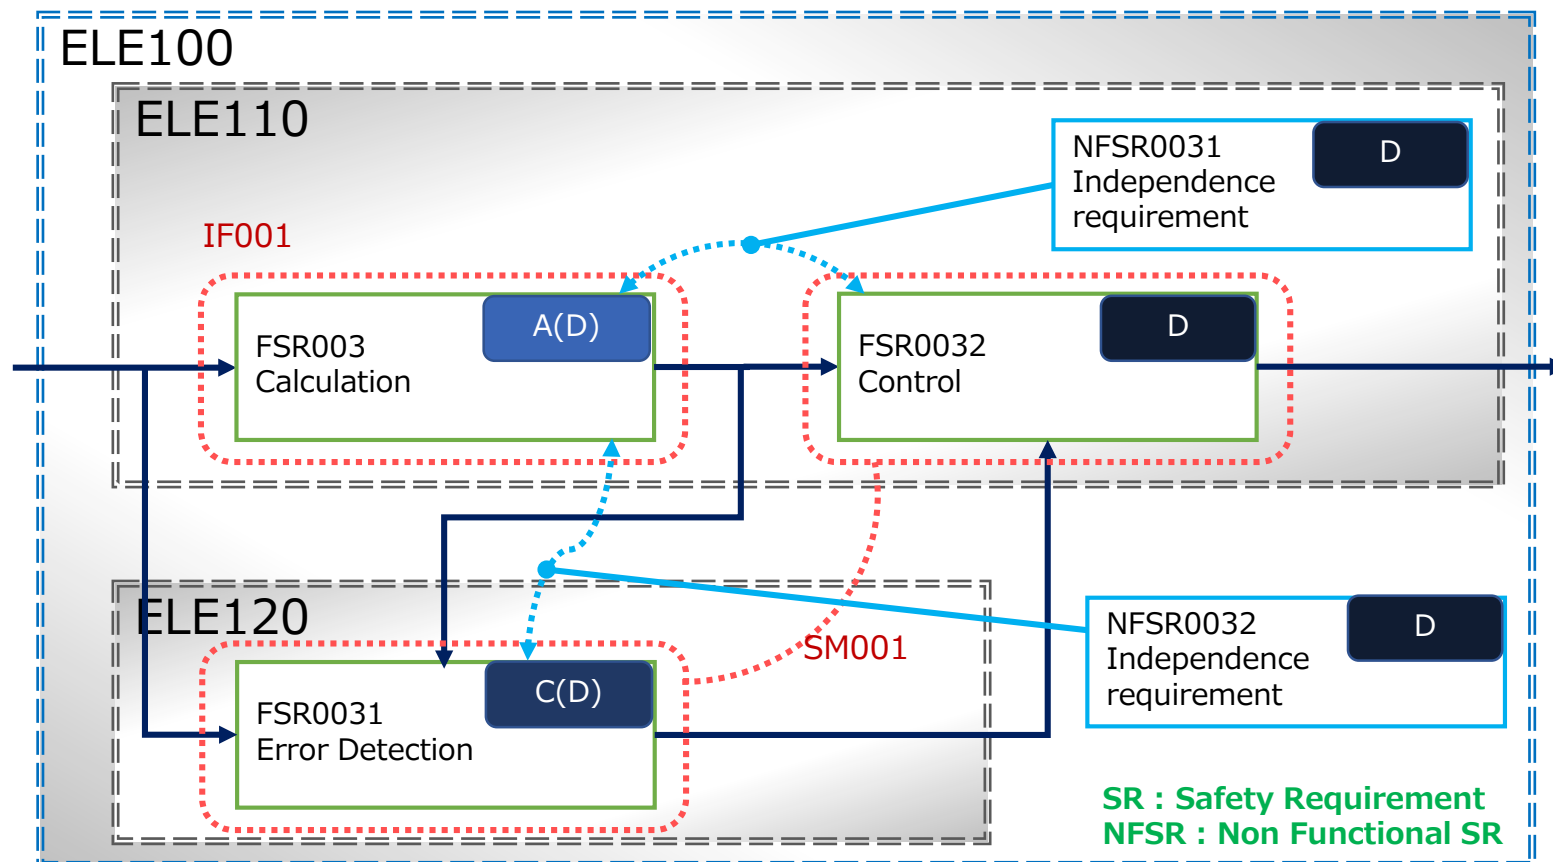 ELE100
ELE110
NFSR0031
Independence
requirement
D
IF001
FSR003
Calculation
A(D)
FSR0032
Control
D
ELE120
SM001
FSR0031
Error Detection
C(D)
NFSR0032
Independence
requirement
D
SR : Safety Requirement
NFSR : Non Functional SR